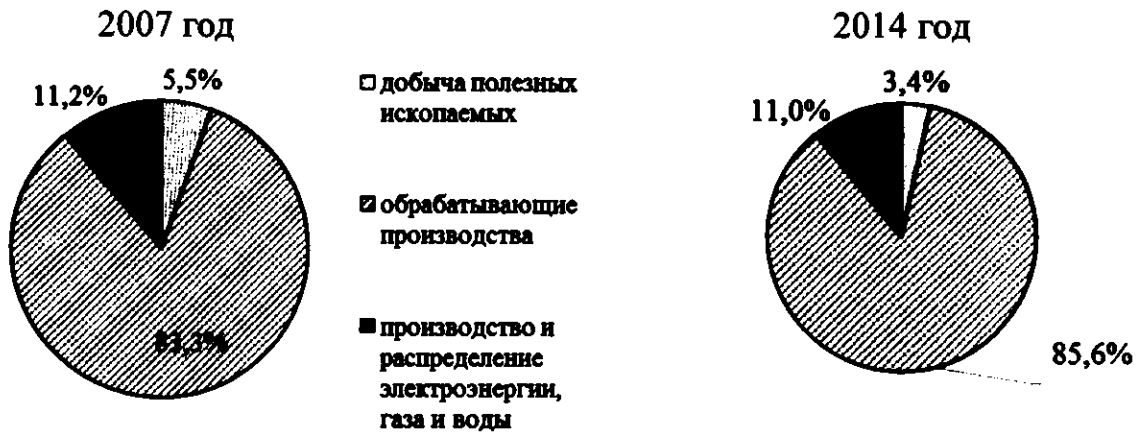 2007 год
2014 год
5,5%
11,2%
83,3%
добыча полезных
ископаемых
обрабатывающие
производства
производство и
распределение
электроэнергии,
газа и воды
3,4%
11,0%
85,6%